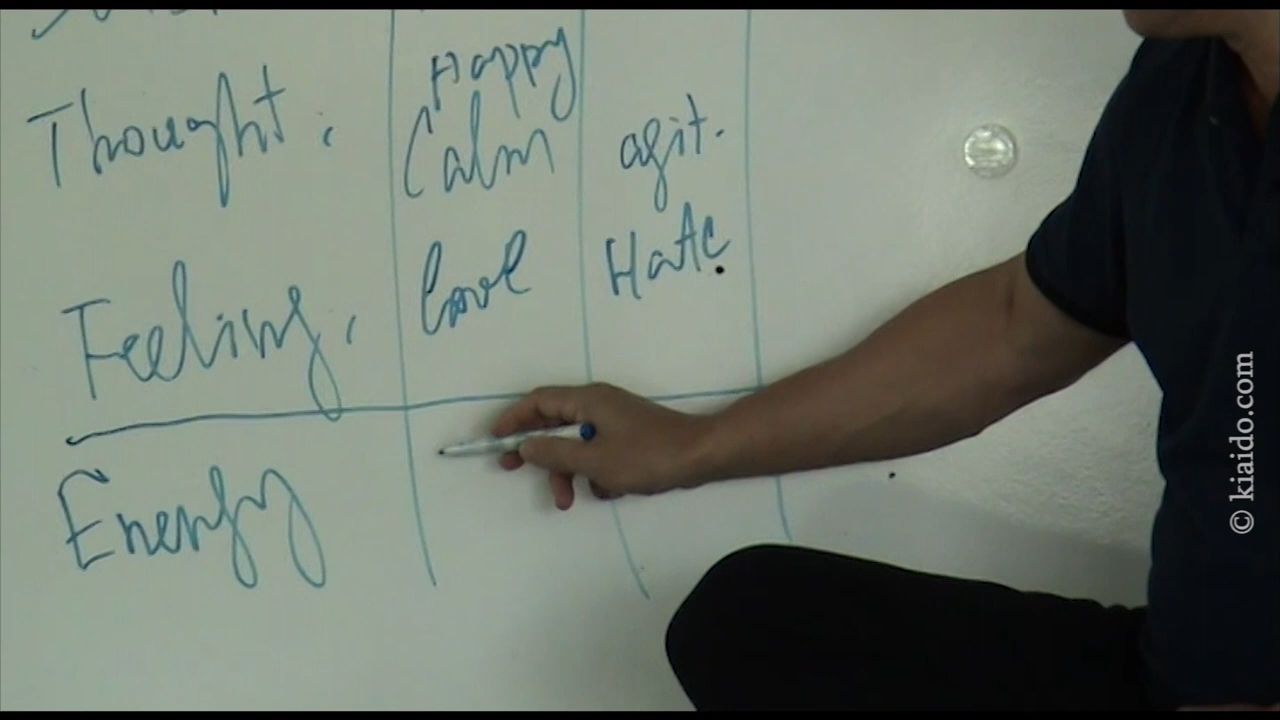 Happy
Thought, Calm agit.
Feeling, love Hate
Energy
© kiaido.com